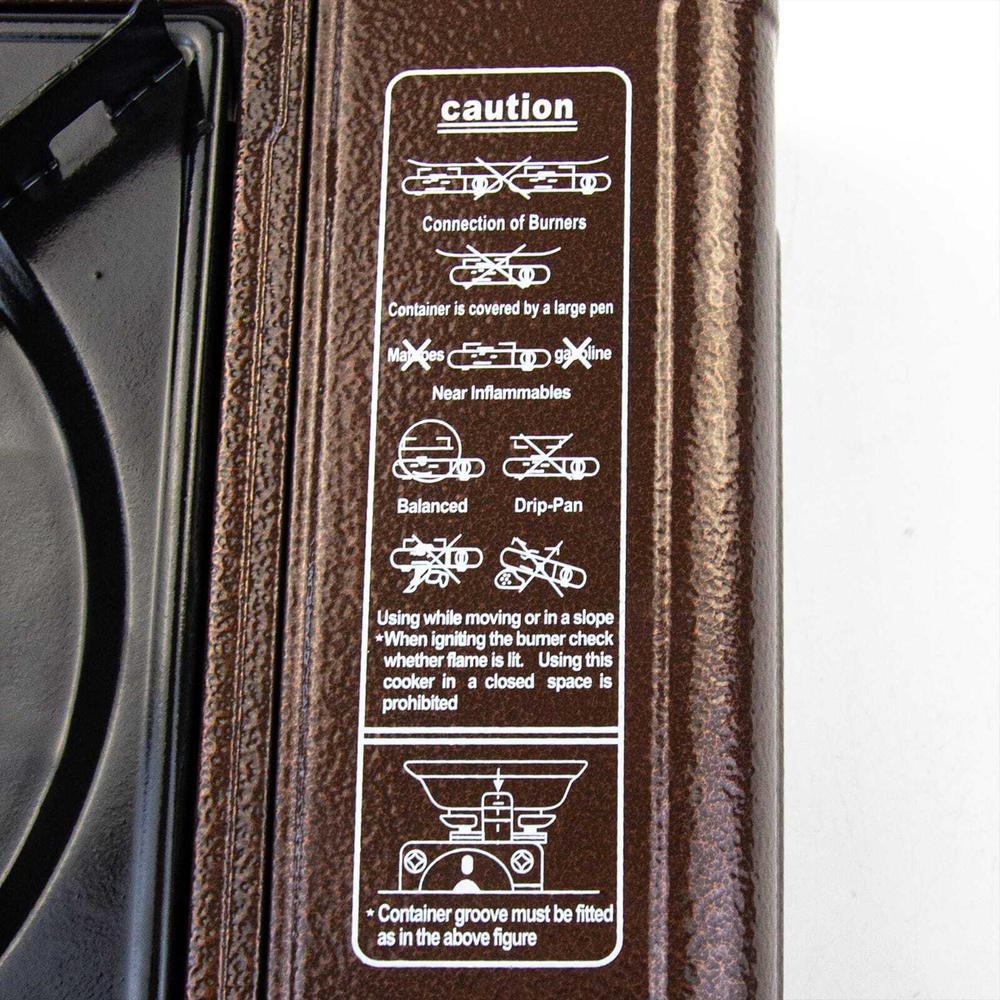 caution
Connection of Burners
Container is covered by a large pen
Matches gasoline
Near Inflammables
Balanced Drip-Pan
Using while moving or in a slope
*When igniting the burner check
whether flame is lit. Using this
cooker in a closed space is
prohibited
* Container groove must be fitted
as in the above figure